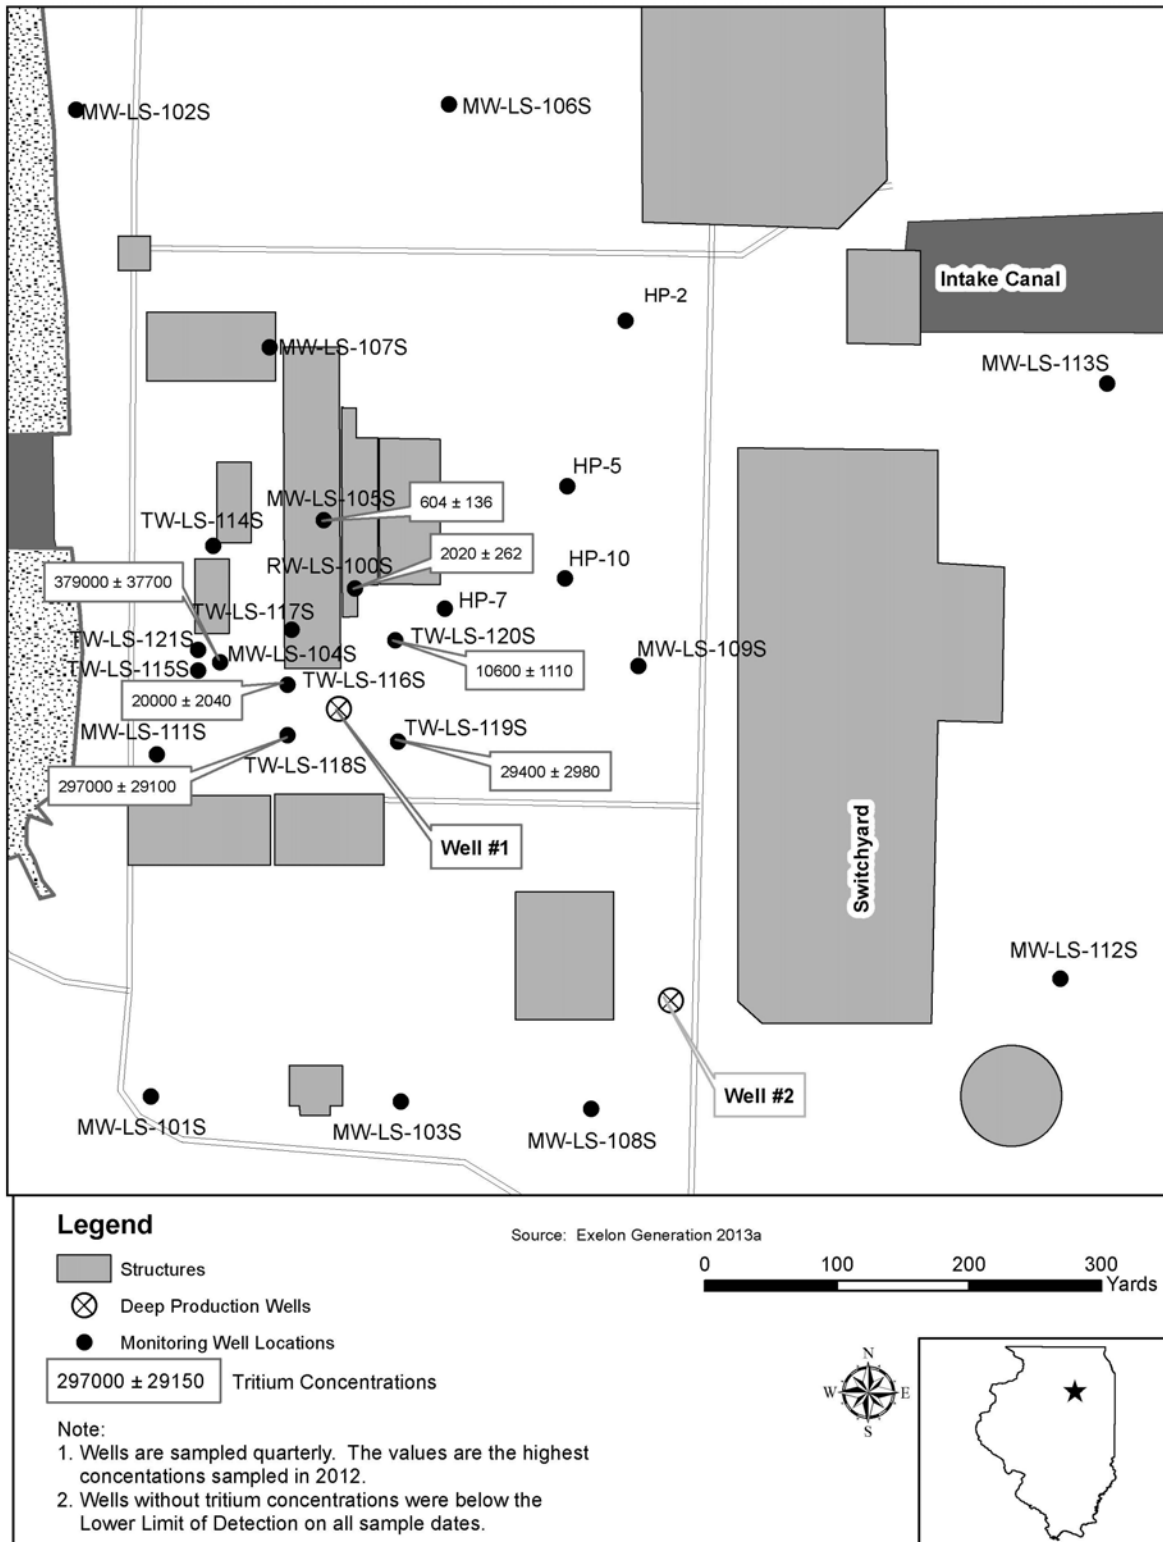 MW-LS-102S
MW-LS-106S
Intake Canal
HP-2
MW-LS-107S
MW-LS-113S
HP-5
MW-LS-105S
604 ± 136
TW-LS-114S
2020 ± 262
RW-LS-100S
HP-10
379000 ± 37700
TW-LS-117S
HP-7
TW-LS-121S
TW-LS-120S
MW-LS-104S
MW-LS-109S
TW-LS-115S
10600 ± 1110
TW-LS-116S
20000 ± 2040
MW-LS-111S
TW-LS-119S
TW-LS-118S
29400 ± 2980
297000 ± 29100
Well #1
Switchyard
MW-LS-112S
Well #2
MW-LS-101S
MW-LS-103S
MW-LS-108S
Legend
Source: Exelon Generation 2013a
Structures
0 100 200 300
Yards
Deep Production Wells
Monitoring Well Locations
297000 ± 29150 Tritium Concentrations
N
W E
S
Note:
1. Wells are sampled quarterly. The values are the highest
concentations sampled in 2012.
2. Wells without tritium concentrations were below the
Lower Limit of Detection on all sample dates.